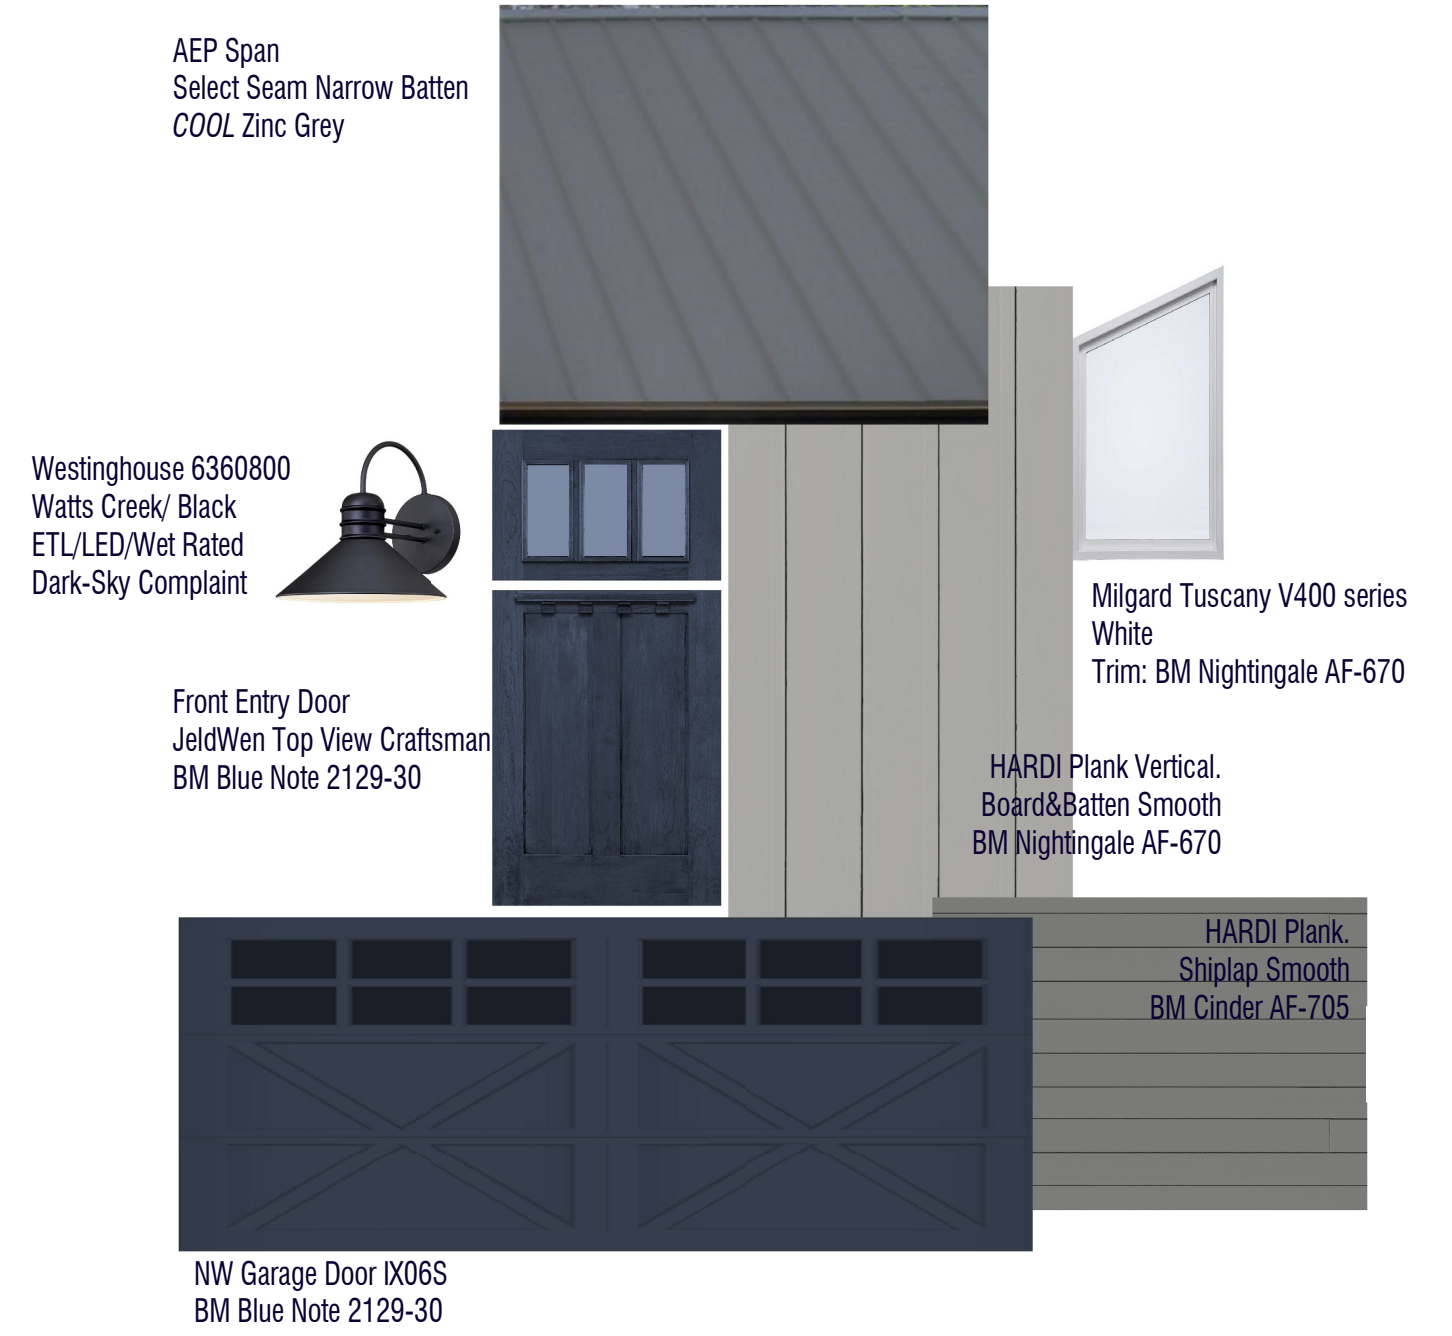 AEP Span
Select Seam Narrow Batten
COOL Zinc Grey
Westinghouse 6360800
Watts Creek/ Black
ETL/LED/Wet Rated
Dark-Sky Complaint
Milgard Tuscany V400 series
White
Trim: BM Nightingale AF-670
Front Entry Door
JeldWen Top View Craftsman
BM Blue Note 2129-30
HARDI Plank Vertical.
Board&Batten Smooth
BM Nightingale AF-670
HARDI Plank.
Shiplap Smooth
BM Cinder AF-705
NW Garage Door IX06S
BM Blue Note 2129-30